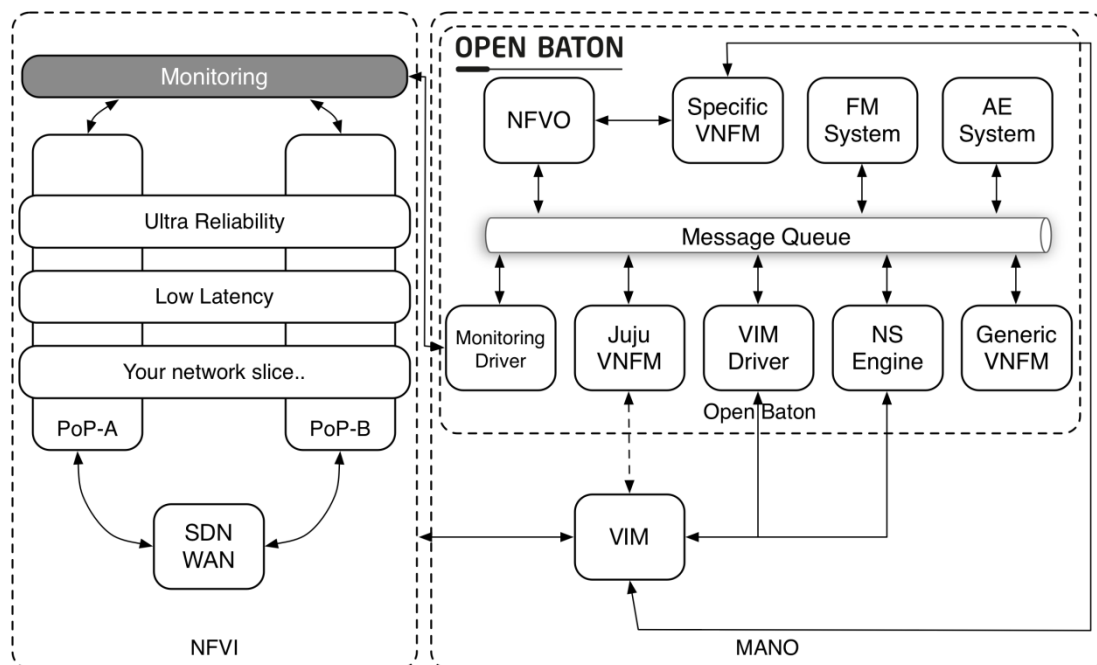 OPEN BATON
Monitoring
NFVO
Specific
VNFM
FM
System
AE
System
Ultra Reliability
Message Queue
Low Latency
Monitoring
Driver
Juju
VNFM
VIM
Driver
NS
Engine
Generic
VNFM
Your network slice..
Open Baton
PoP-A
PoP-B
SDN
WAN
VIM
NFVI
MANO